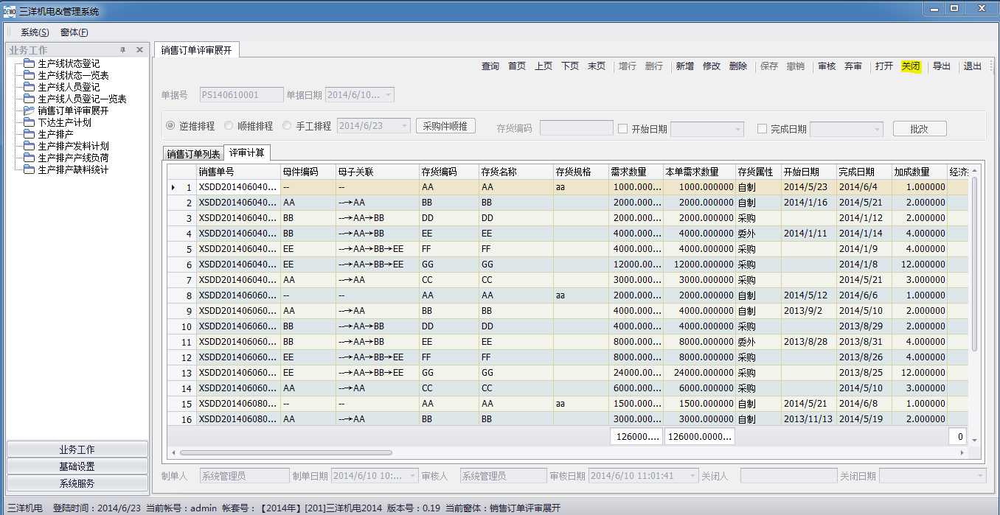 DEMO 三洋机电&管理系统
系统(S) 窗体(F)
业务工作
生产线状态登记
生产线状态一览表
生产线人员登记
生产线人员登记一览表
销售订单评审展开
下达生产计划
生产排产
生产排产发料计划
生产排产产线负荷
生产排产缺料统计
业务工作
基础设置
系统服务
销售订单评审展开
查询 首页 上页 下页 末页 增行 删行 新增 修改 删除 保存 撤销 审核 弃审 打开 关闭 导出 退出
单据号 PS140610001 单据日期 2014/6/10...
逆推排程 顺推排程 手工排程 2014/6/23 采购件顺推 存货编码 开始日期 完成日期 批改
销售订单列表 评审计算
销售单号 母件编码 母子关联 存货编码 存货名称 存货规格 需求数量 本单需求数量 存货属性 开始日期 完成日期 加成数量 经济
1 XSDD201406040... -- -- AA AA aa 1000.000... 1000.000000 自制 2014/5/23 2014/6/4 1.000000
2 XSDD201406040... AA --→AA BB BB 2000.000... 2000.000000 自制 2014/1/16 2014/5/21 2.000000
3 XSDD201406040... BB --→AA→BB DD DD 2000.000... 2000.000000 采购 2014/1/12 2.000000
4 XSDD201406040... BB --→AA→BB EE EE 4000.000... 4000.000000 委外 2014/1/11 2014/1/14 4.000000
5 XSDD201406040... EE --→AA→BB→EE FF FF 4000.000... 4000.000000 采购 2014/1/9 4.000000
6 XSDD201406040... EE --→AA→BB→EE GG GG 12000.00... 12000.000000 采购 2014/1/8 12.000000
7 XSDD201406040... AA --→AA CC CC 3000.000... 3000.000000 采购 2014/5/21 3.000000
8 XSDD201406060... -- -- AA AA aa 2000.000... 2000.000000 自制 2014/5/12 2014/6/6 1.000000
9 XSDD201406060... AA --→AA BB BB 4000.000... 4000.000000 自制 2013/9/2 2014/5/10 2.000000
10 XSDD201406060... BB --→AA→BB DD DD 4000.000... 4000.000000 采购 2013/8/29 2.000000
11 XSDD201406060... BB --→AA→BB EE EE 8000.000... 8000.000000 委外 2013/8/28 2013/8/31 4.000000
12 XSDD201406060... EE --→AA→BB→EE FF FF 8000.000... 8000.000000 采购 2013/8/26 4.000000
13 XSDD201406060... EE --→AA→BB→EE GG GG 24000.00... 24000.000000 采购 2013/8/25 12.000000
14 XSDD201406060... AA --→AA CC CC 6000.000... 6000.000000 采购 2014/5/10 3.000000
15 XSDD201406080... -- -- AA AA aa 1500.000... 1500.000000 自制 2014/5/21 2014/6/8 1.000000
16 XSDD201406080... AA --→AA BB BB 3000.000... 3000.000000 自制 2013/11/13 2014/5/19 2.000000
126000.... 126000.0000... 0
制单人 系统管理员 制单日期 2014/6/10 10:... 审核人 系统管理员 审核日期 2014/6/10 11:01:41 关闭人 关闭日期
三洋机电 登陆时间：2014/6/23 当前帐号：admin 帐套号：【2014年】[201]三洋机电2014 版本号：0.19 当前窗体：销售订单评审展开